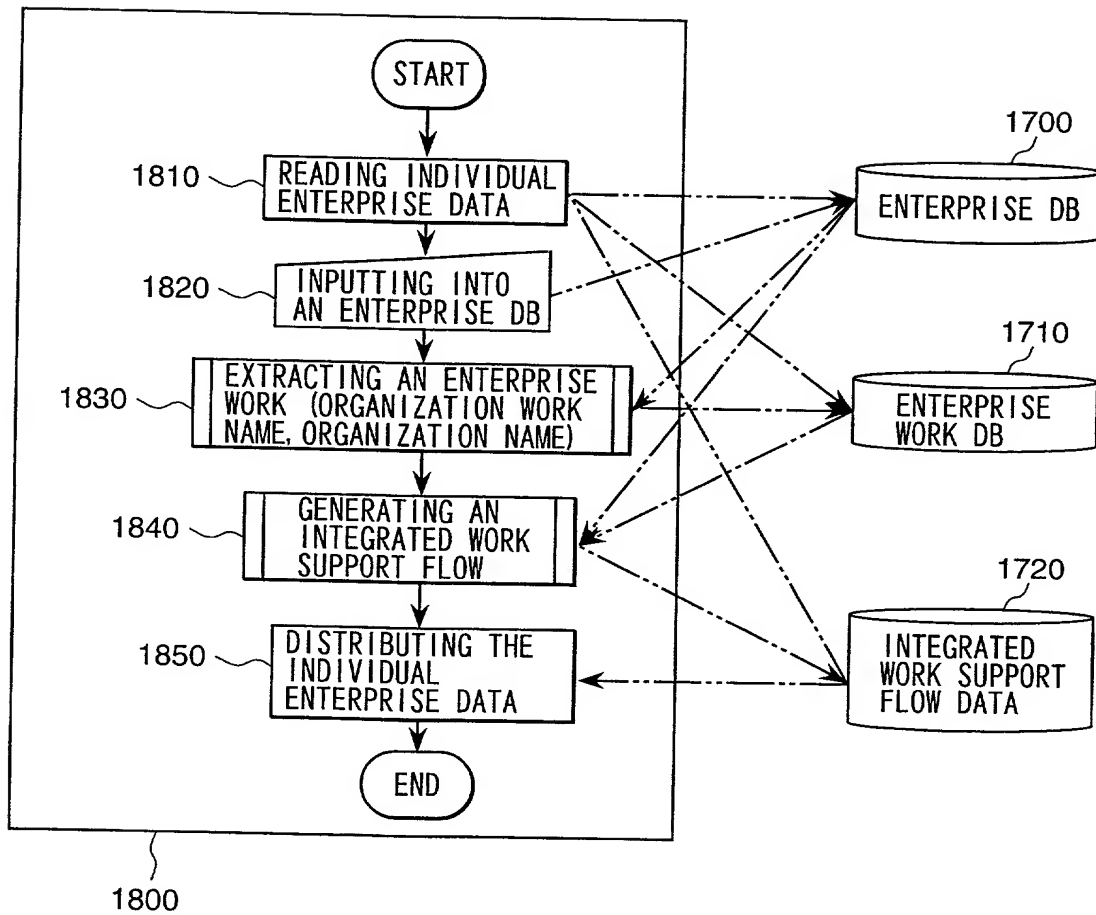 START
1810
READING INDIVIDUAL
ENTERPRISE DATA
1820
INPUTTING INTO
AN ENTERPRISE DB
1830
EXTRACTING AN ENTERPRISE
WORK (ORGANIZATION WORK
NAME, ORGANIZATION NAME)
1840
GENERATING AN
INTEGRATED WORK
SUPPORT FLOW
1850
DISTRIBUTING THE
INDIVIDUAL
ENTERPRISE DATA
END
1800
1700
ENTERPRISE DB
1710
ENTERPRISE
WORK DB
1720
INTEGRATED
WORK SUPPORT
FLOW DATA